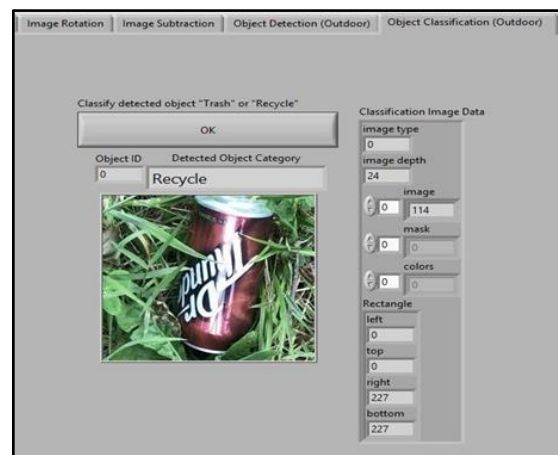 Image Rotation
Image Subtraction
Object Detection (Outdoor)
Object Classification (Outdoor)
Classify detected object "Trash" or "Recycle"
OK
Object ID
Detected Object Category
0
Recycle
Dr
Thunder
Classification Image Data
image type
0
image depth
24
image
0
114
mask
0
0
colors
0
0
Rectangle
left
0
top
0
right
227
bottom
227